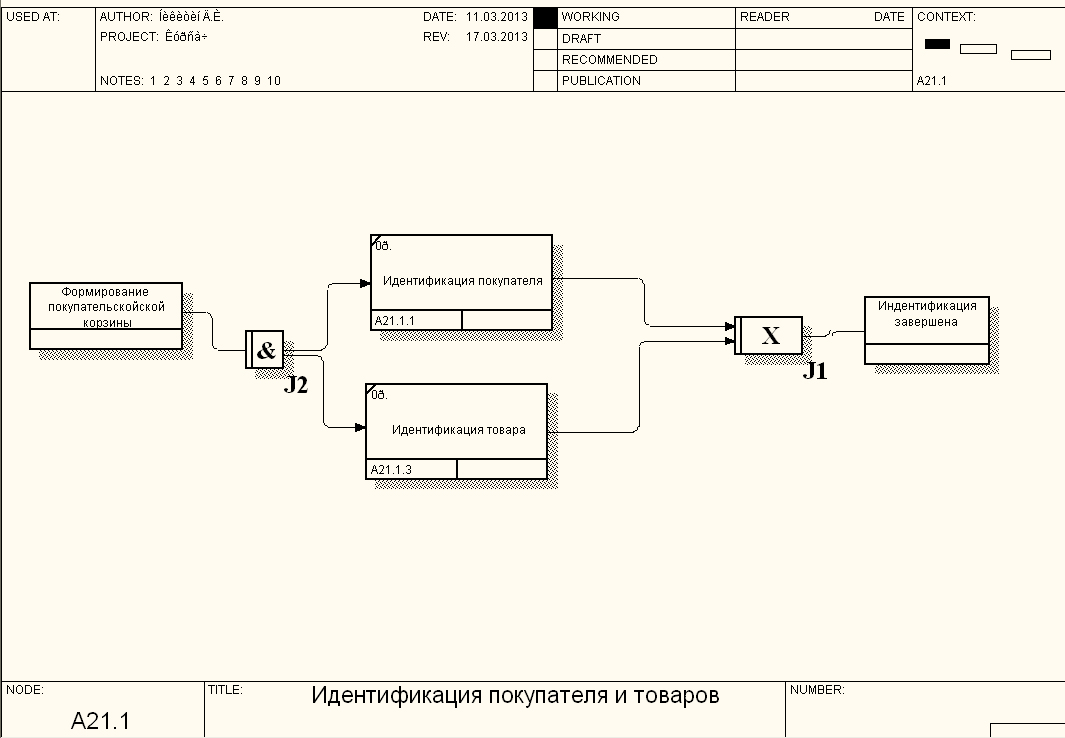 USED AT:
AUTHOR: Íèêèòèí Ä.È.
DATE: 11.03.2013
PROJECT: Êóðñà÷
REV: 17.03.2013
NOTES: 1 2 3 4 5 6 7 8 9 10
WORKING
DRAFT
RECOMMENDED
PUBLICATION
READER
DATE
CONTEXT:
A21.1
Формирование
покупательскойской
корзины
&
J2
0ð.
Идентификация покупателя
A21.1.1
0ð.
Идентификация товара
A21.1.3
X
J1
Индентификация
завершена
NODE:
A21.1
TITLE:
Идентификация покупателя и товаров
NUMBER: